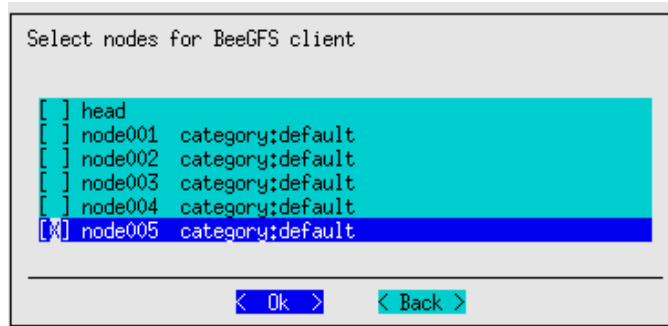 Select nodes for BeeGFS client
[ ] head
[ ] node001  category:default
[ ] node002  category:default
[ ] node003  category:default
[ ] node004  category:default
[X] node005  category:default
< Ok > < Back >